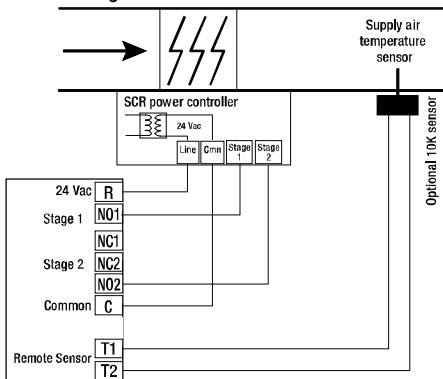 Supply air
temperature
sensor
SCR power controller
24 Vac
Line
Cmn
Stage
1
Stage
2
Optional 10K sensor
24 Vac
R
Stage 1
NO1
NC1
Stage 2
NC2
NO2
Common
C
Remote Sensor
T1
T2